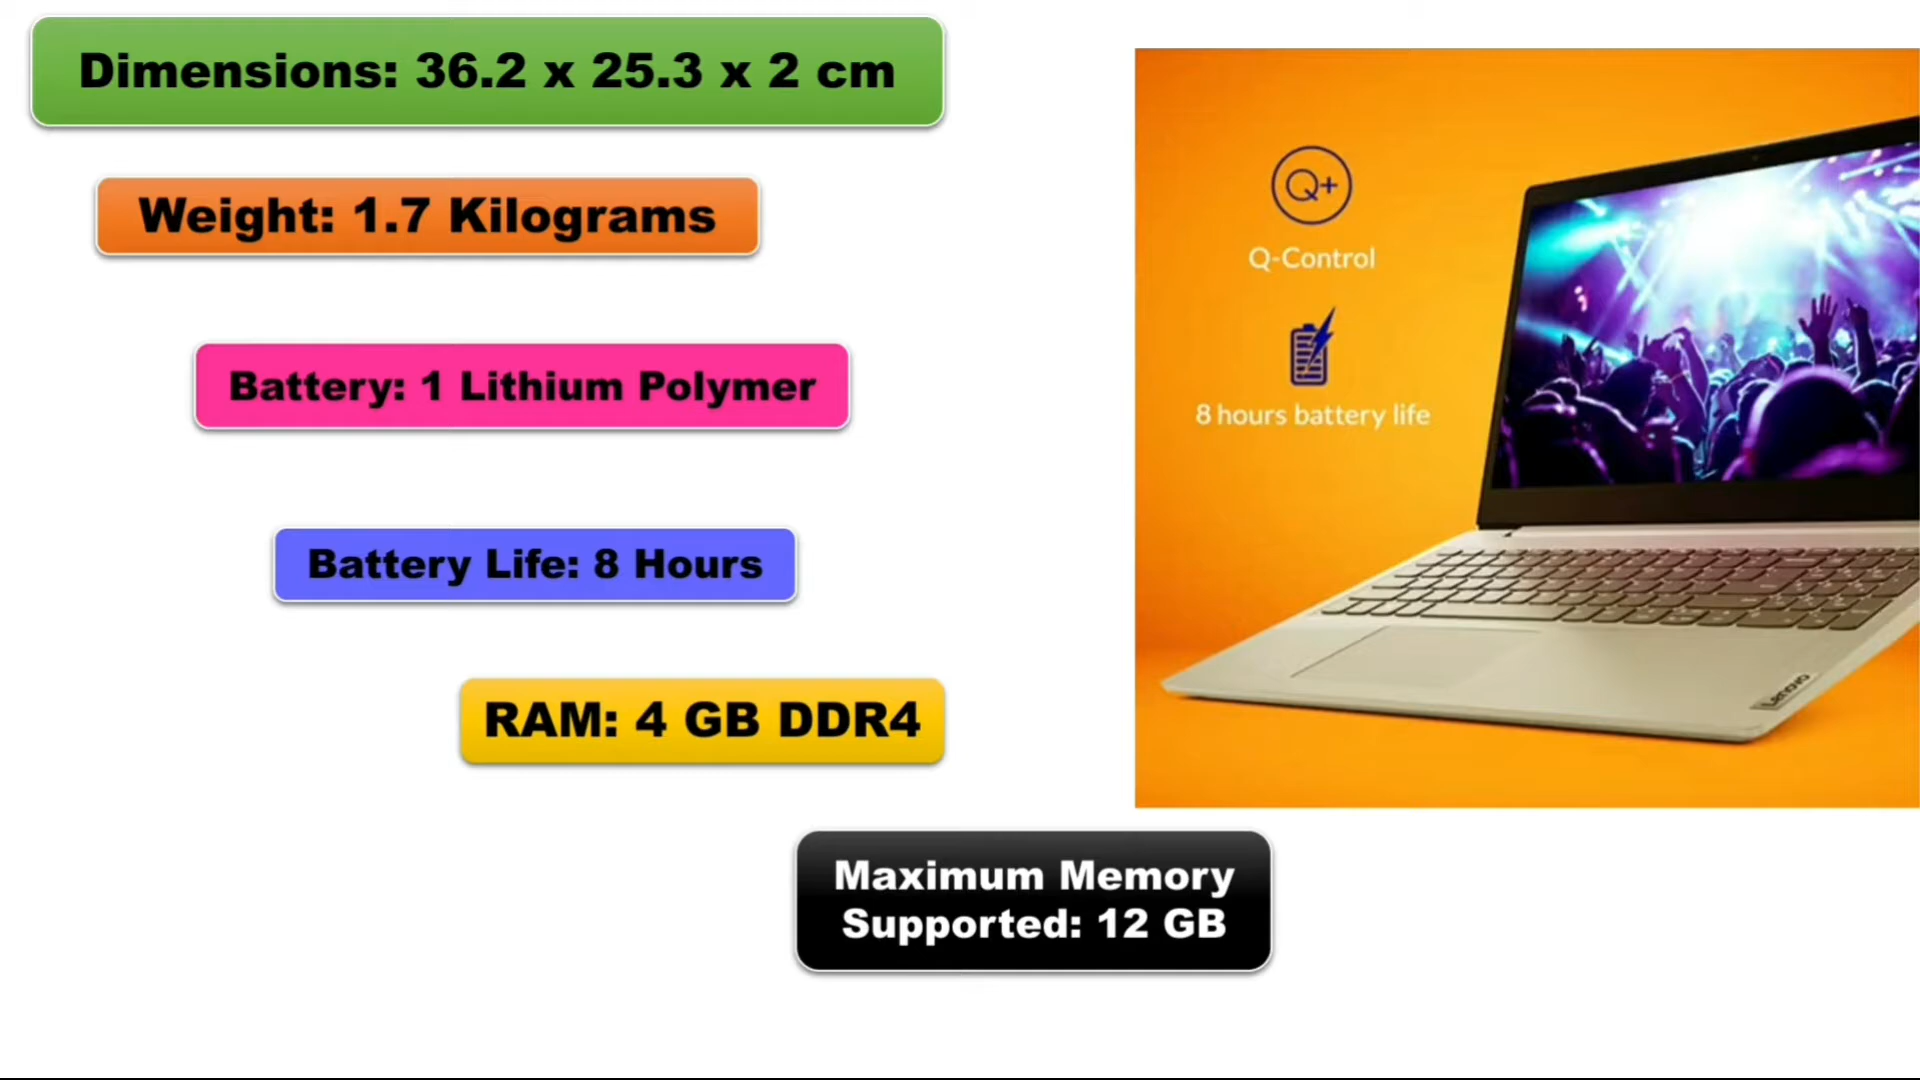 Dimensions: 36.2 x 25.3 x 2 cm
Weight: 1.7 Kilograms
Battery: 1 Lithium Polymer
Battery Life: 8 Hours
RAM: 4 GB DDR4
Maximum Memory
Supported: 12 GB
Q+
Q-Control
8 hours battery life
Lenovo